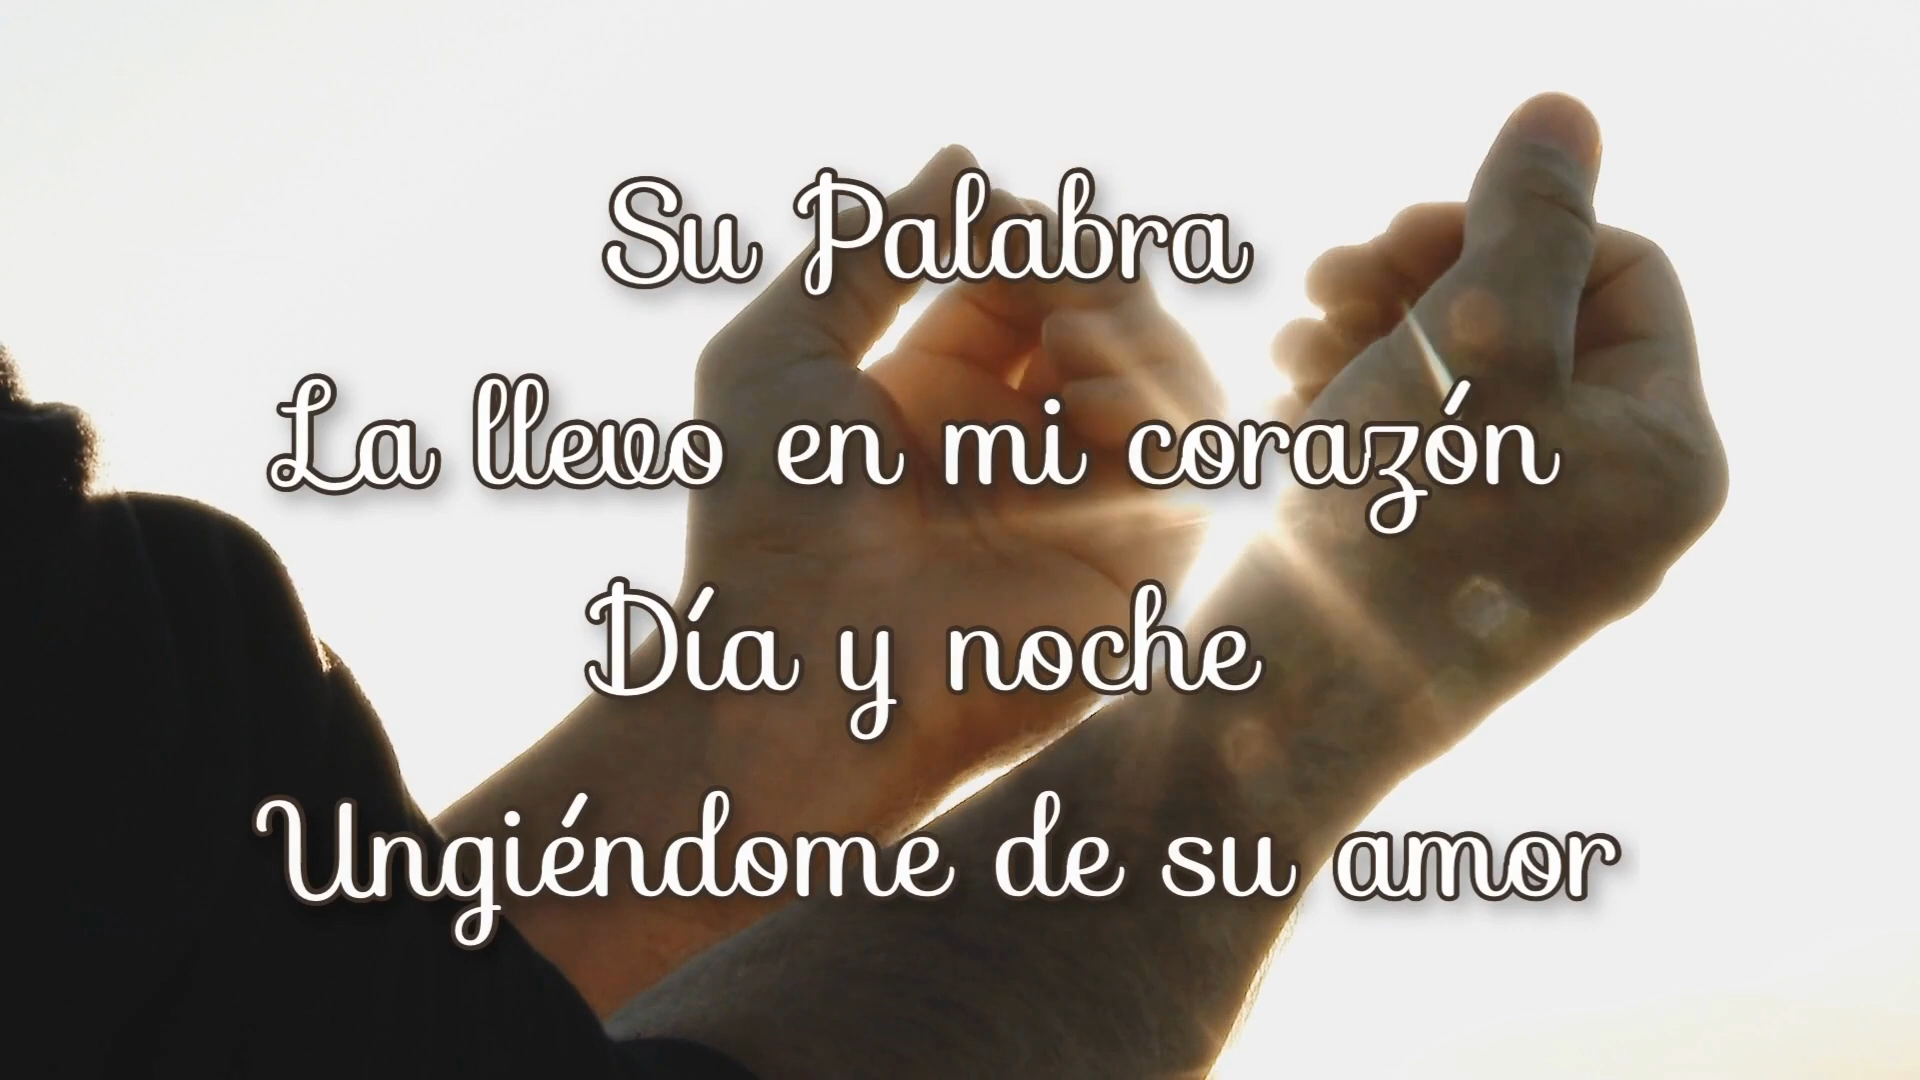 Su Palabra
La llevo en mi corazón
Día y noche
Ungiéndome de su amor